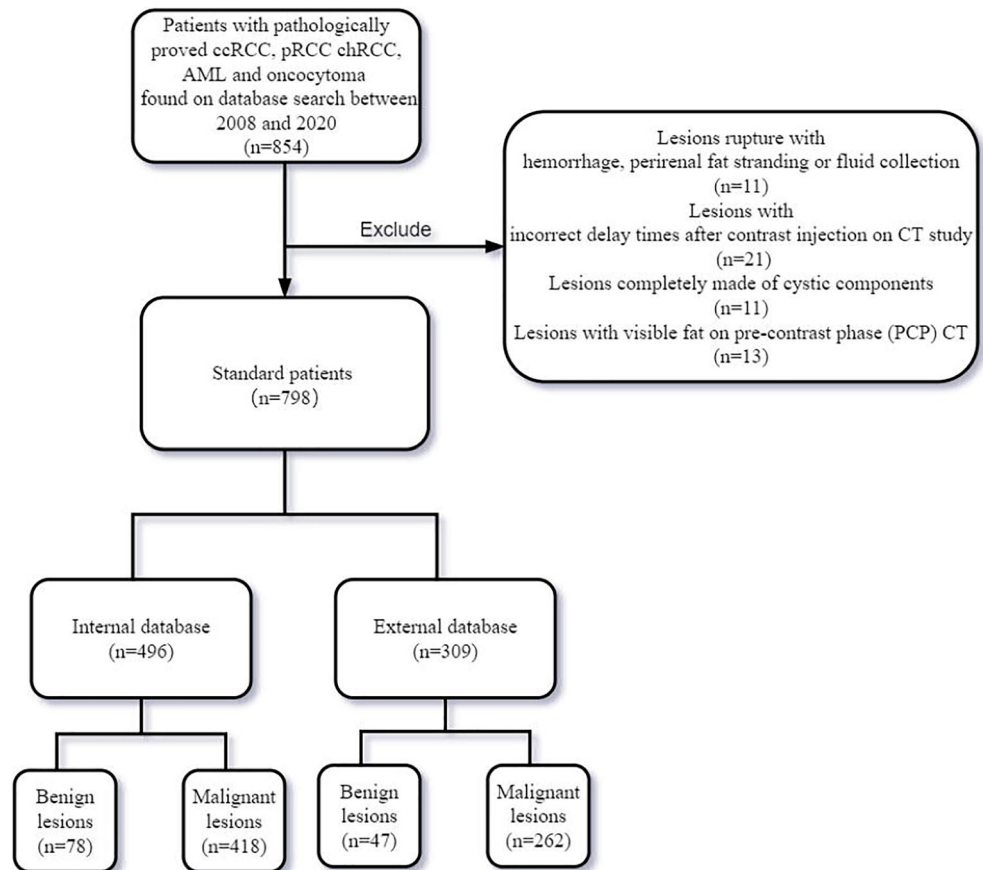 Patients with pathologically
proved ccRCC, pRCC chRCC,
AML and oncocytoma
found on database search between
2008 and 2020
(n=854)
Exclude
Lesions rupture with
hemorrhage, perirenal fat stranding or fluid collection
(n=11)
Lesions with
incorrect delay times after contrast injection on CT study
(n=21)
Lesions completely made of cystic components
(n=11)
Lesions with visible fat on pre-contrast phase (PCP) CT
(n=13)
Standard patients
(n=798)
Internal database
(n=496)
External database
(n=309)
Benign
lesions
(n=78)
Malignant
lesions
(n=418)
Benign
lesions
(n=47)
Malignant
lesions
(n=262)